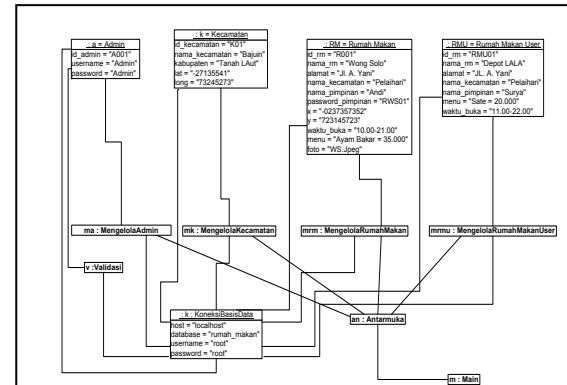 : a = Admin
id_admin = "A001"
username = "Admin"
password = "Admin"
: k = Kecamatan
id_kecamatan = "K01"
nama_kecamatan = "Bajuin"
kabupaten = "Tanah LAut"
lat = "-27135541"
long = "73245273"
: RM = Rumah Makan
id_rm = "R001"
nama_rm = "Wong Solo"
alamat = "Jl. A. Yani"
nama_kecamatan = "Pelaihari"
nama_pimpinan = "Andi"
password_pimpinan = "RWS01"
x = "-0237357352"
y = "723145723"
waktu_buka = "10.00-21.00"
menu = "Ayam Bakar = 35.000"
foto = "WS.Jpeg"
: RMU = Rumah Makan User
id_rm = "RMU01"
nama_rm = "Depot LALA"
alamat = "JL. A. Yani"
nama_kecamatan = "Pelaihari"
nama_pimpinan = "Surya"
menu = "Sate = 20.000"
waktu_buka = "11.00-22.00"
ma : MengelolaAdmin
mk : MengelolaKecamatan
mrm : MengelolaRumahMakan
mrmu : MengelolaRumahMakanUser
v :Validasi
: k : KoneksiBasisData
host = "localhost"
database = "rumah_makan"
username = "root"
password = "root"
an : Antarmuka
m : Main